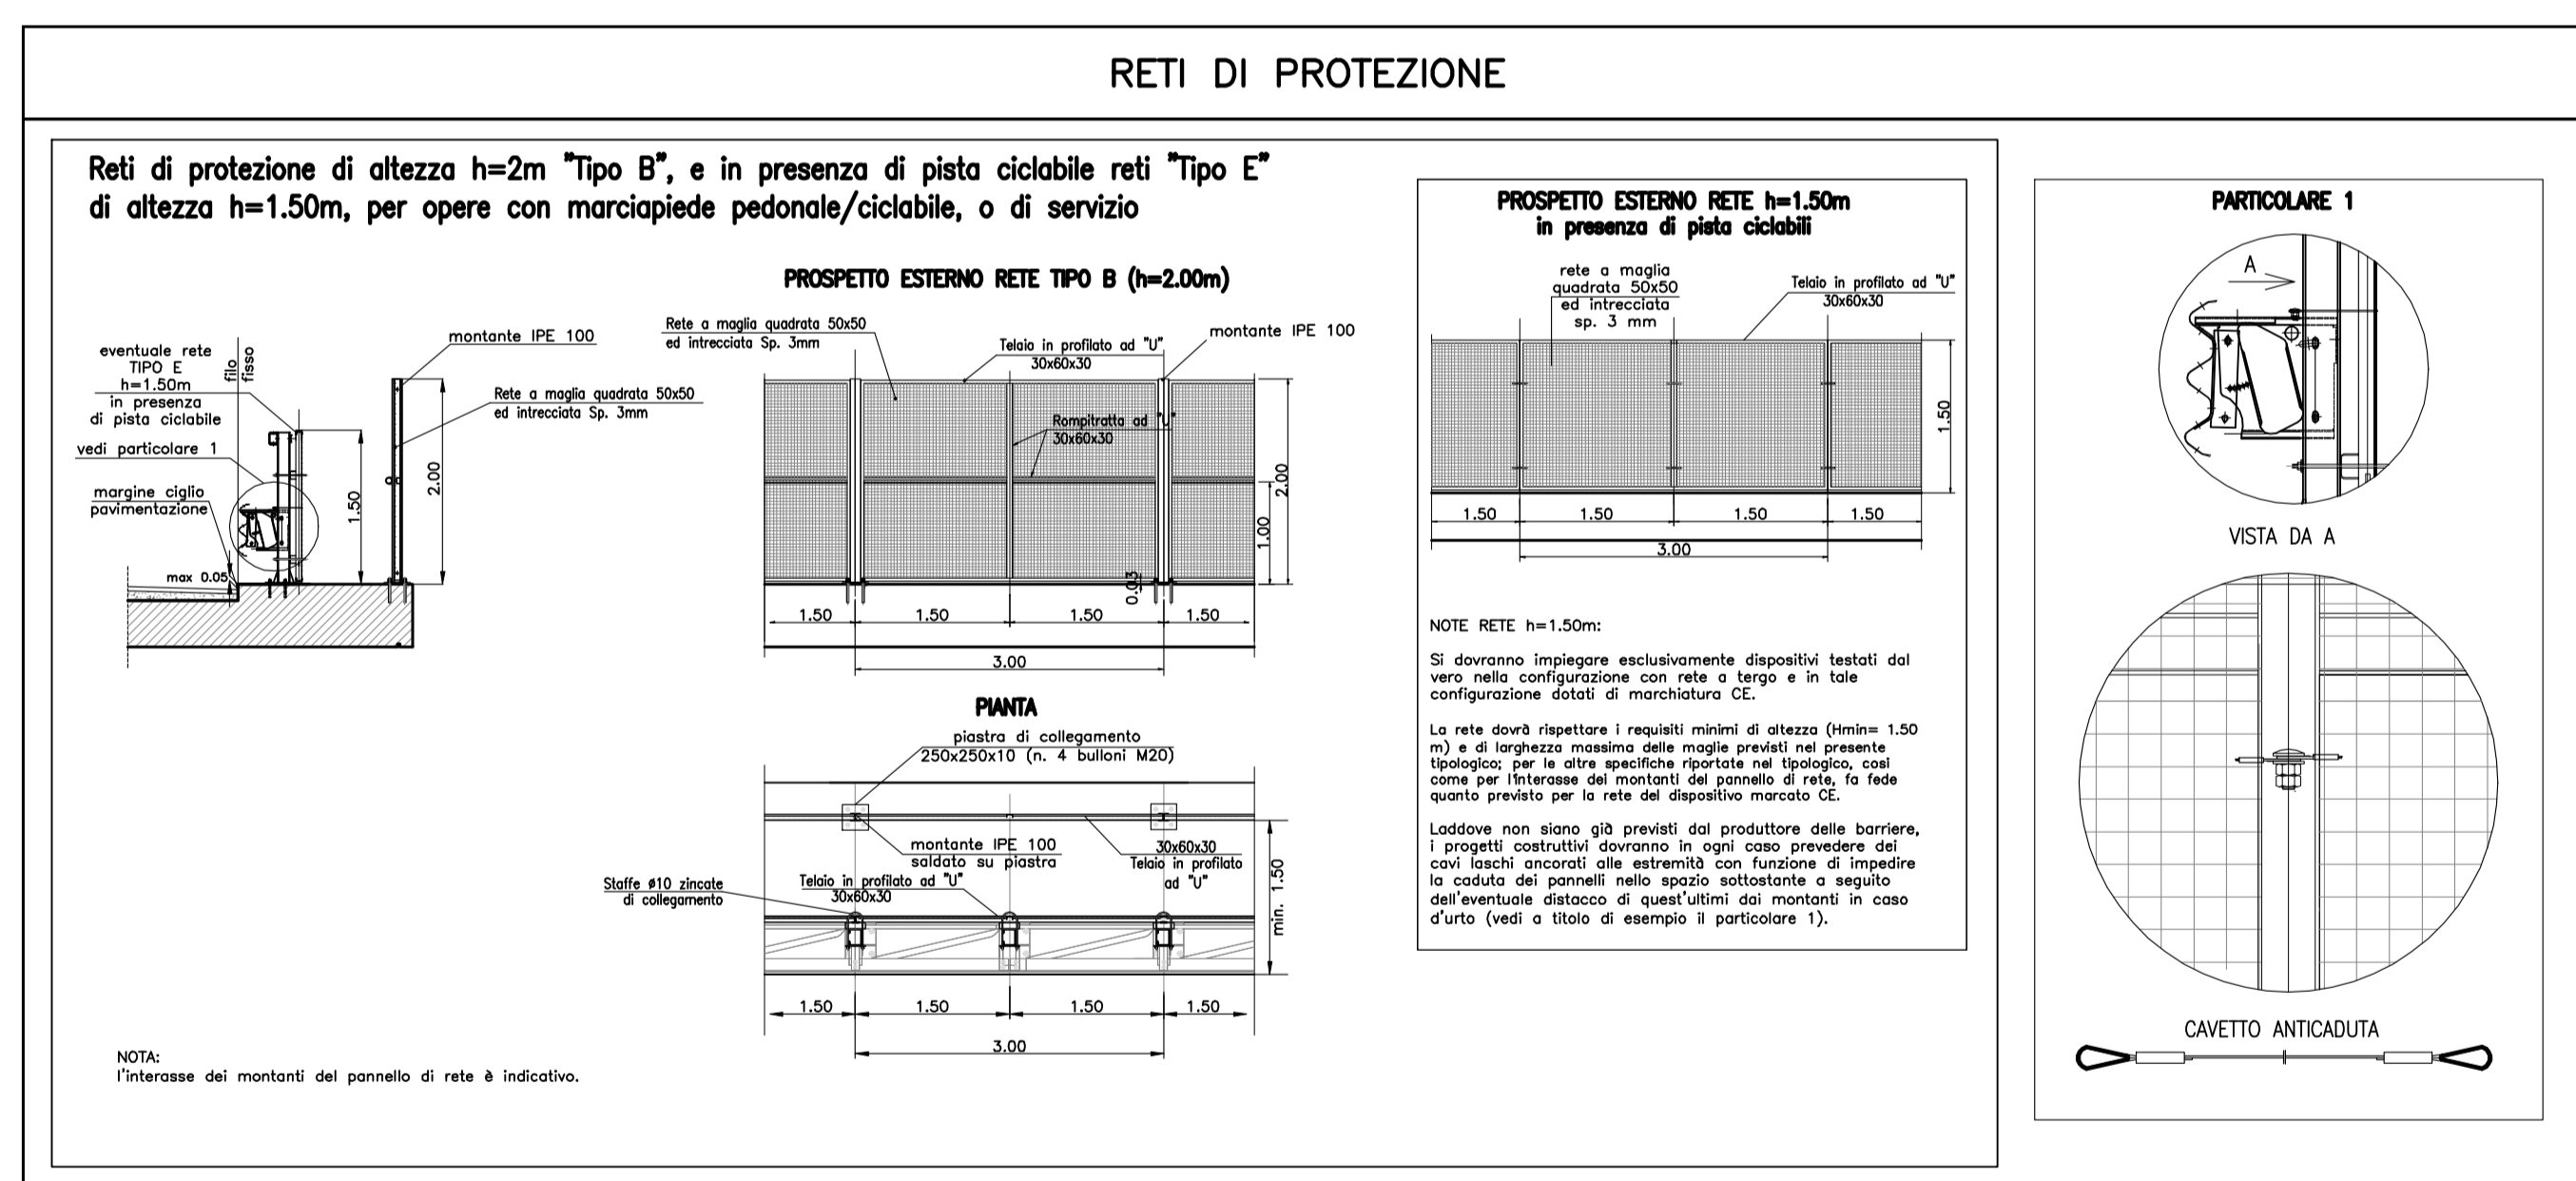 RETI DI PROTEZIONE
Reti di protezione di altezza h=2m "Tipo B", e in presenza di pista ciclabile reti "Tipo E"
di altezza h=1.50m, per opere con marciapiede pedonale/ciclabile, o di servizio
eventuale rete
TIPO E
h=1.50m
in presenza
di pista ciclabile
filo
fisso
vedi particolare 1
margine ciglio
pavimentazione
max 0.05
montante IPE 100
Rete a maglia quadrata 50x50
ed intrecciata Sp. 3mm
1.50
2.00
PROSPETTO ESTERNO RETE TIPO B (h=2.00m)
Rete a maglia quadrata 50x50
ed intrecciata Sp. 3mm
Telaio in profilato ad "U"
30x60x30
montante IPE 100
Rompitratta ad "U"
30x60x30
2.00
1.00
0.03
1.50
1.50
1.50
1.50
3.00
PIANTA
piastra di collegamento
250x250x10 (n. 4 bulloni M20)
montante IPE 100
saldato su piastra
30x60x30
Telaio in profilato
ad "U"
Staffe ø10 zincate
di collegamento
Telaio in profilato ad "U"
30x60x30
min. 1.50
1.50
1.50
1.50
1.50
3.00
NOTA:
l'interasse dei montanti del pannello di rete è indicativo.
PROSPETTO ESTERNO RETE h=1.50m
in presenza di pista ciclabili
rete a maglia
quadrata 50x50
ed intrecciata
sp. 3 mm
Telaio in profilato ad "U"
30x60x30
1.50
1.50
1.50
1.50
1.50
3.00
NOTE RETE h=1.50m:
Si dovranno impiegare esclusivamente dispositivi testati dal
vero nella configurazione con rete a tergo e in tale
configurazione dotati di marchiatura CE.
La rete dovrà rispettare i requisiti minimi di altezza (Hmin= 1.50
m) e di larghezza massima delle maglie previsti nel presente
tipologico; per le altre specifiche riportate nel tipologico, così
come per l'interasse dei montanti del pannello di rete, fa fede
quanto previsto per la rete del dispositivo marcato CE.
Laddove non siano già previsti dal produttore delle barriere,
i progetti costruttivi dovranno in ogni caso prevedere dei
cavi laschi ancorati alle estremità con funzione di impedire
la caduta dei pannelli nello spazio sottostante a seguito
dell'eventuale distacco di quest'ultimi dai montanti in caso
d'urto (vedi a titolo di esempio il particolare 1).
PARTICOLARE 1
A
VISTA DA A
CAVETTO ANTICADUTA